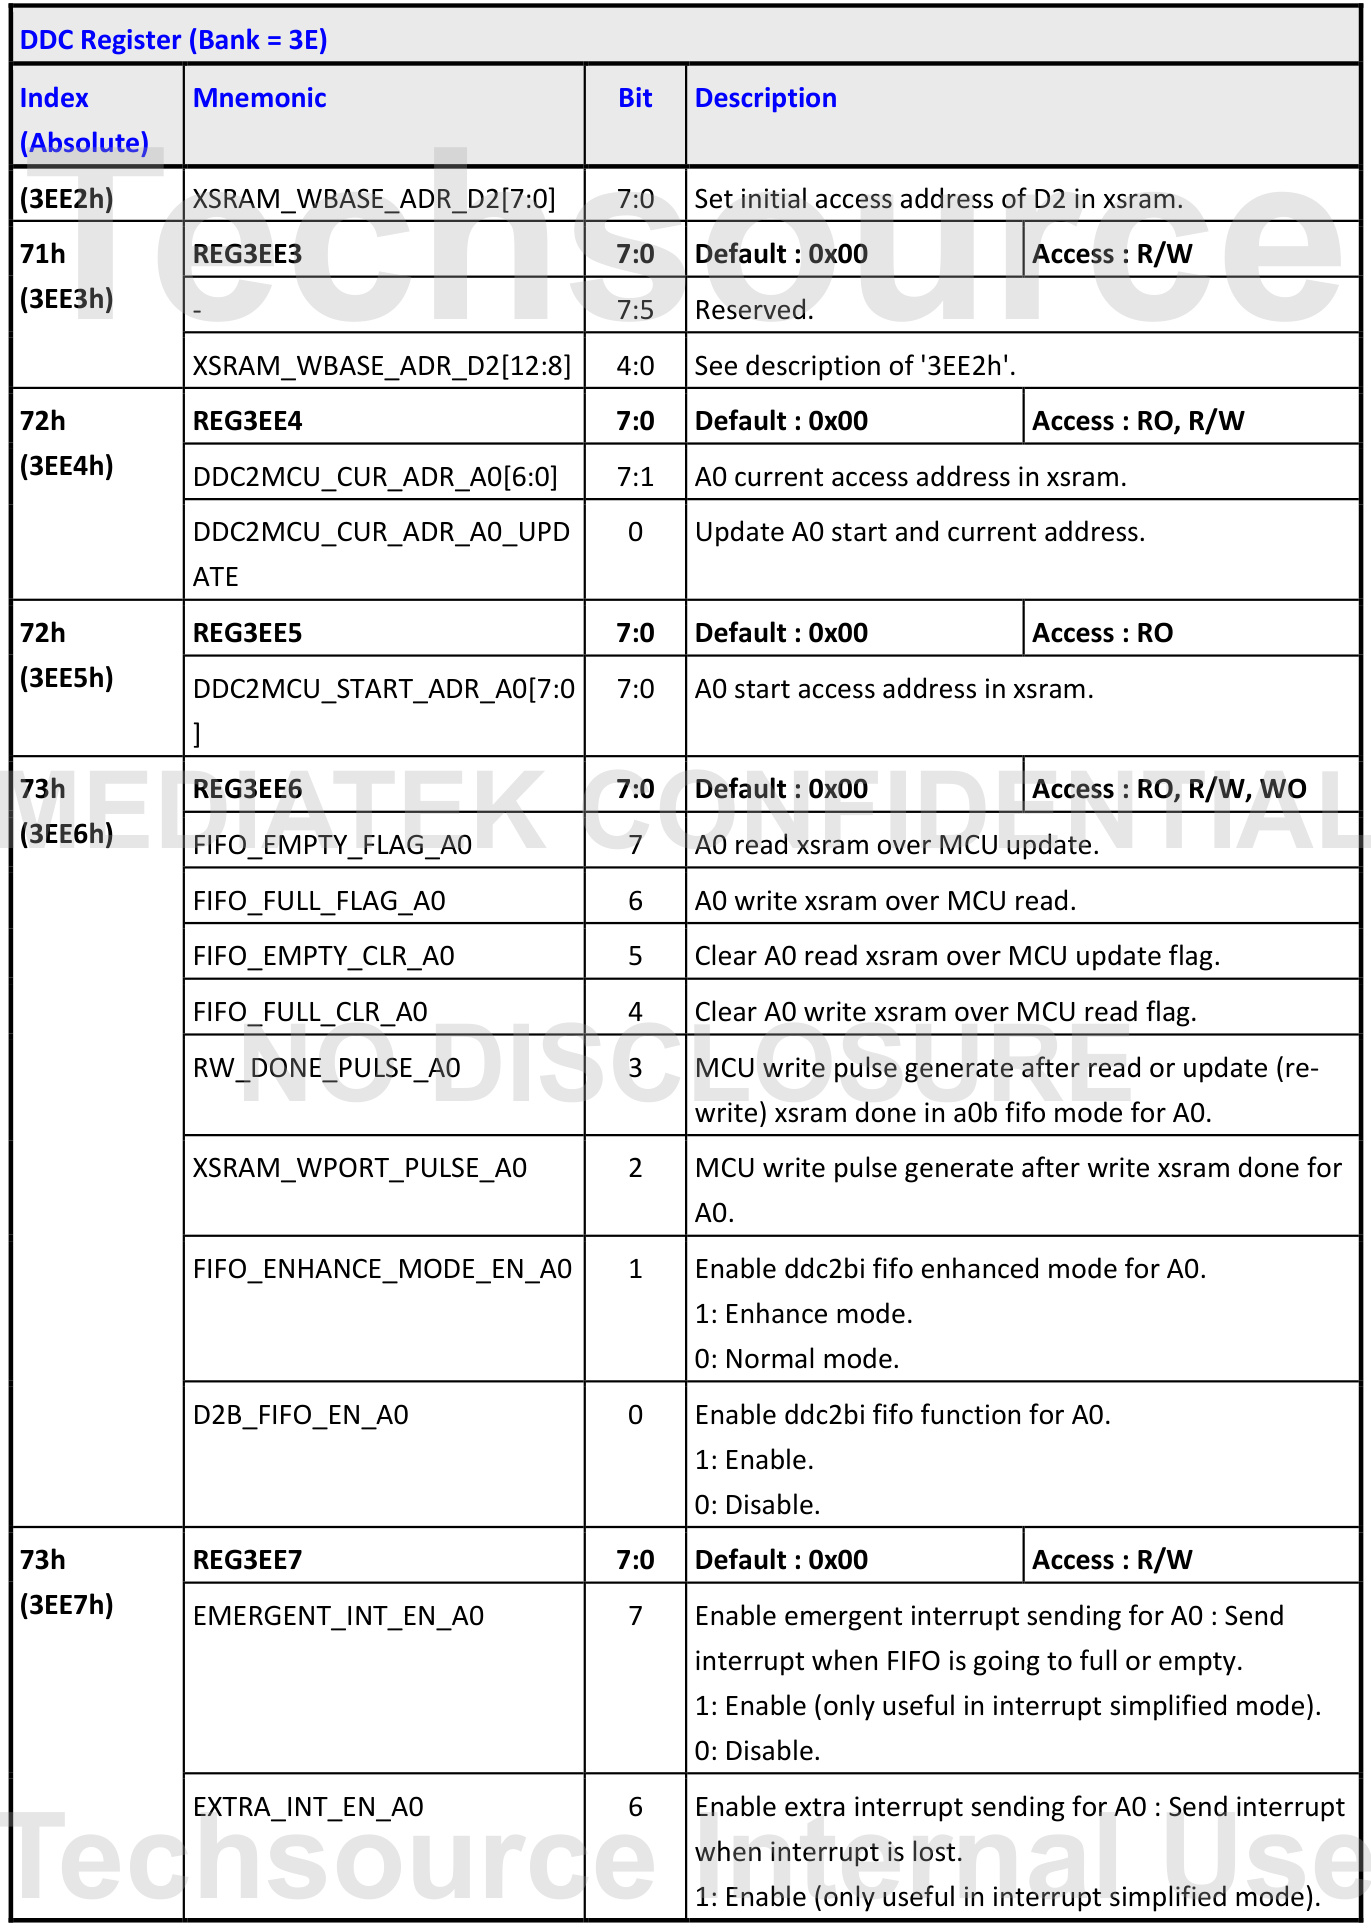 DDC Register (Bank = 3E)
Index Mnemonic Bit Description
(Absolute)
(3EE2h) XSRAM_WBASE_ADR_D2[7:0] 7:0 Set initial access address of D2 in xsram.
71h REG3EE3 7:0 Default : 0x00 Access : R/W
(3EE3h) - 7:5 Reserved.
XSRAM_WBASE_ADR_D2[12:8] 4:0 See description of '3EE2h'.
72h REG3EE4 7:0 Default : 0x00 Access : RO, R/W
(3EE4h) DDC2MCU_CUR_ADR_A0[6:0] 7:1 A0 current access address in xsram.
DDC2MCU_CUR_ADR_A0_UPD 0 Update A0 start and current address.
ATE
72h REG3EE5 7:0 Default : 0x00 Access : RO
(3EE5h) DDC2MCU_START_ADR_A0[7:0 7:0 A0 start access address in xsram.
]
73h REG3EE6 7:0 Default : 0x00 Access : RO, R/W, WO
(3EE6h) FIFO_EMPTY_FLAG_A0 7 A0 read xsram over MCU update.
FIFO_FULL_FLAG_A0 6 A0 write xsram over MCU read.
FIFO_EMPTY_CLR_A0 5 Clear A0 read xsram over MCU update flag.
FIFO_FULL_CLR_A0 4 Clear A0 write xsram over MCU read flag.
RW_DONE_PULSE_A0 3 MCU write pulse generate after read or update (re-
write) xsram done in a0b fifo mode for A0.
XSRAM_WPORT_PULSE_A0 2 MCU write pulse generate after write xsram done for
A0.
FIFO_ENHANCE_MODE_EN_A0 1 Enable ddc2bi fifo enhanced mode for A0.
1: Enhance mode.
0: Normal mode.
D2B_FIFO_EN_A0 0 Enable ddc2bi fifo function for A0.
1: Enable.
0: Disable.
73h REG3EE7 7:0 Default : 0x00 Access : R/W
(3EE7h) EMERGENT_INT_EN_A0 7 Enable emergent interrupt sending for A0 : Send
interrupt when FIFO is going to full or empty.
1: Enable (only useful in interrupt simplified mode).
0: Disable.
EXTRA_INT_EN_A0 6 Enable extra interrupt sending for A0 : Send interrupt
when interrupt is lost.
1: Enable (only useful in interrupt simplified mode).
Techsource
MEDIATEK CONFIDENTIAL
NO DISCLOSURE
Techsource Internal Use